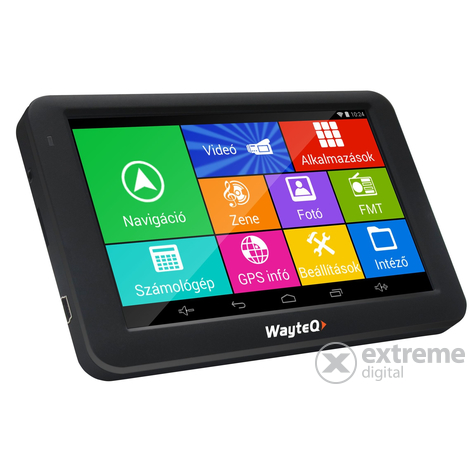 10:24
Videó
Alkalmazások
Navigáció
Zene
Fotó
FMT
Számológép
GPS infó
Beállítások
Intéző
WayteQ
extreme
digital